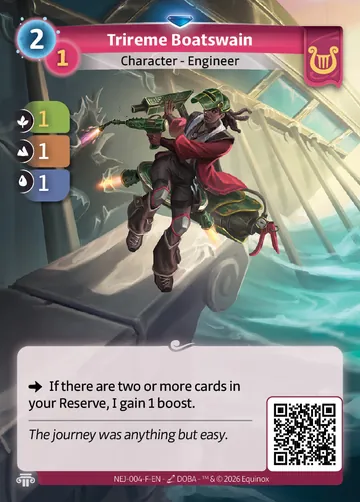 2
1
Trireme Boatswain
Character - Engineer
1
1
1
If there are two or more cards in
your Reserve, I gain 1 boost.
The journey was anything but easy.
NEJ-004-F-EN - DOBA - ™ & © 2026 Equinox